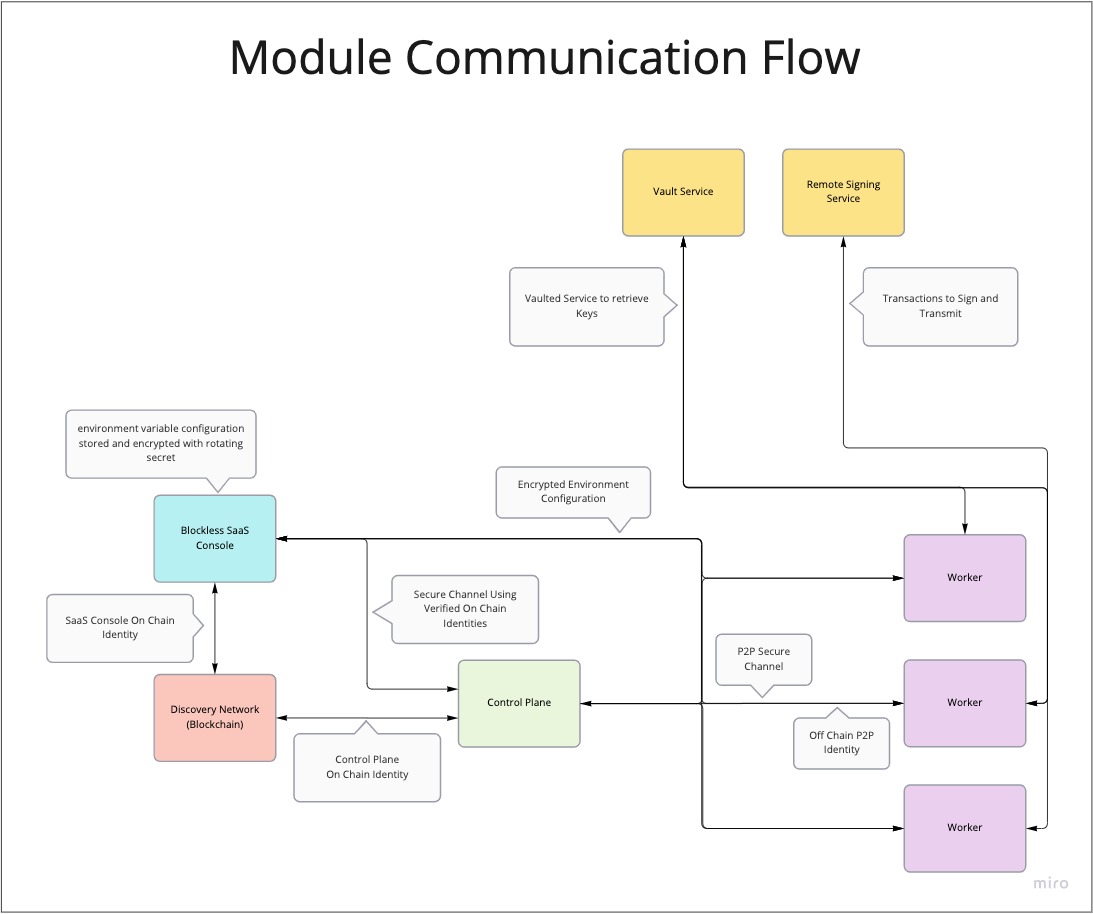 Module Communication Flow
Vault Service
Remote Signing
Service
Vaulted Service to retrieve
Keys
Transactions to Sign and
Transmit
environment variable configuration
stored and encrypted with rotating
secret
Encrypted Environment
Configuration
Blockless SaaS
Console
Worker
Secure Channel Using
Verified On Chain
Identities
SaaS Console On Chain
Identity
P2P Secure
Channel
Discovery Network
(Blockchain)
Control Plane
Worker
Off Chain P2P
Identity
Control Plane
On Chain Identity
Worker
miro